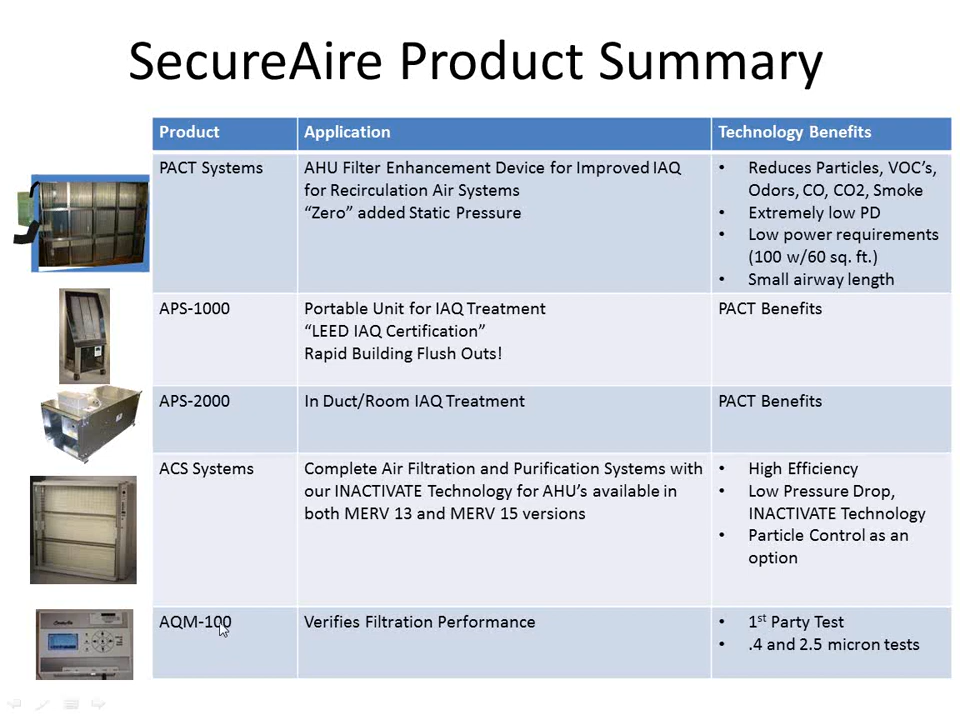 SecureAire Product Summary
Product Application Technology Benefits
PACT Systems
AHU Filter Enhancement Device for Improved IAQ
for Recirculation Air Systems
“Zero” added Static Pressure
• Reduces Particles, VOC’s,
Odors, CO, CO2, Smoke
• Extremely low PD
• Low power requirements
(100 w/60 sq. ft.)
• Small airway length
APS-1000
Portable Unit for IAQ Treatment
“LEED IAQ Certification”
Rapid Building Flush Outs!
PACT Benefits
APS-2000
In Duct/Room IAQ Treatment
PACT Benefits
ACS Systems
Complete Air Filtration and Purification Systems with
our INACTIVATE Technology for AHU’s available in
both MERV 13 and MERV 15 versions
• High Efficiency
• Low Pressure Drop,
INACTIVATE Technology
• Particle Control as an
option
AQM-100
Verifies Filtration Performance
• 1st Party Test
• .4 and 2.5 micron tests